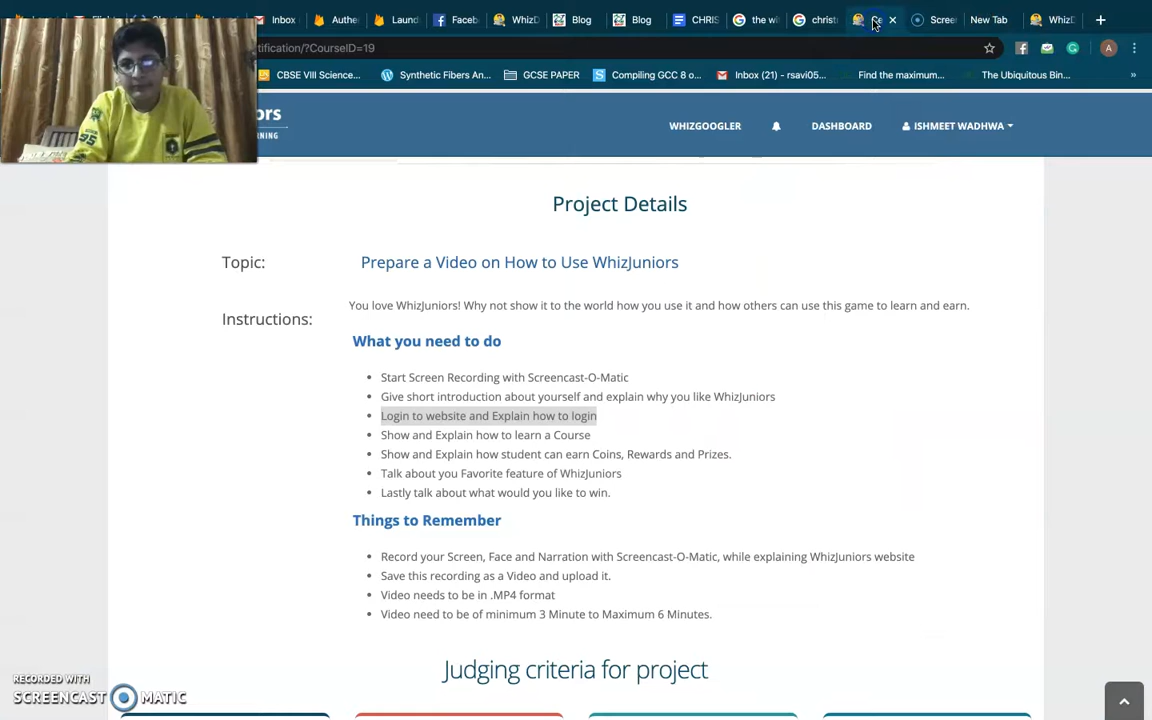 Inbox
Authe
Laund
Faceb
WhizD
Blog
Blog
CHRIS
the wi
christ
Scree
New Tab
WhizD
tification/?CourseID=19
A
CBSE VIII Science...
Synthetic Fibers An...
GCSE PAPER
Compiling GCC 8 o...
Inbox (21) - rsavi05...
Find the maximum...
The Ubiquitous Bin...
ors
RNING
WHIZGOOGLER
DASHBOARD
ISHMEET WADHWA
Project Details
Topic:
Prepare a Video on How to Use WhizJuniors
Instructions:
You love WhizJuniors! Why not show it to the world how you use it and how others can use this game to learn and earn.
What you need to do
Start Screen Recording with Screencast-O-Matic
Give short introduction about yourself and explain why you like WhizJuniors
Login to website and Explain how to login
Show and Explain how to learn a Course
Show and Explain how student can earn Coins, Rewards and Prizes.
Talk about you Favorite feature of WhizJuniors
Lastly talk about what would you like to win.
Things to Remember
Record your Screen, Face and Narration with Screencast-O-Matic, while explaining WhizJuniors website
Save this recording as a Video and upload it.
Video needs to be in .MP4 format
Video need to be of minimum 3 Minute to Maximum 6 Minutes.
Judging criteria for project
RECORDED WITH
SCREENCAST MATIC